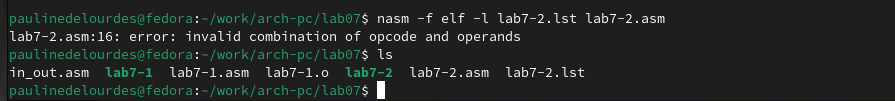 paulinedelourdes@fedora:~/work/arch-pc/lab07$ nasm -f elf -l lab7-2.lst lab7-2.asm
lab7-2.asm:16: error: invalid combination of opcode and operands
paulinedelourdes@fedora:~/work/arch-pc/lab07$ ls
in_out.asm  lab7-1  lab7-1.asm  lab7-1.o  lab7-2  lab7-2.asm  lab7-2.lst
paulinedelourdes@fedora:~/work/arch-pc/lab07$